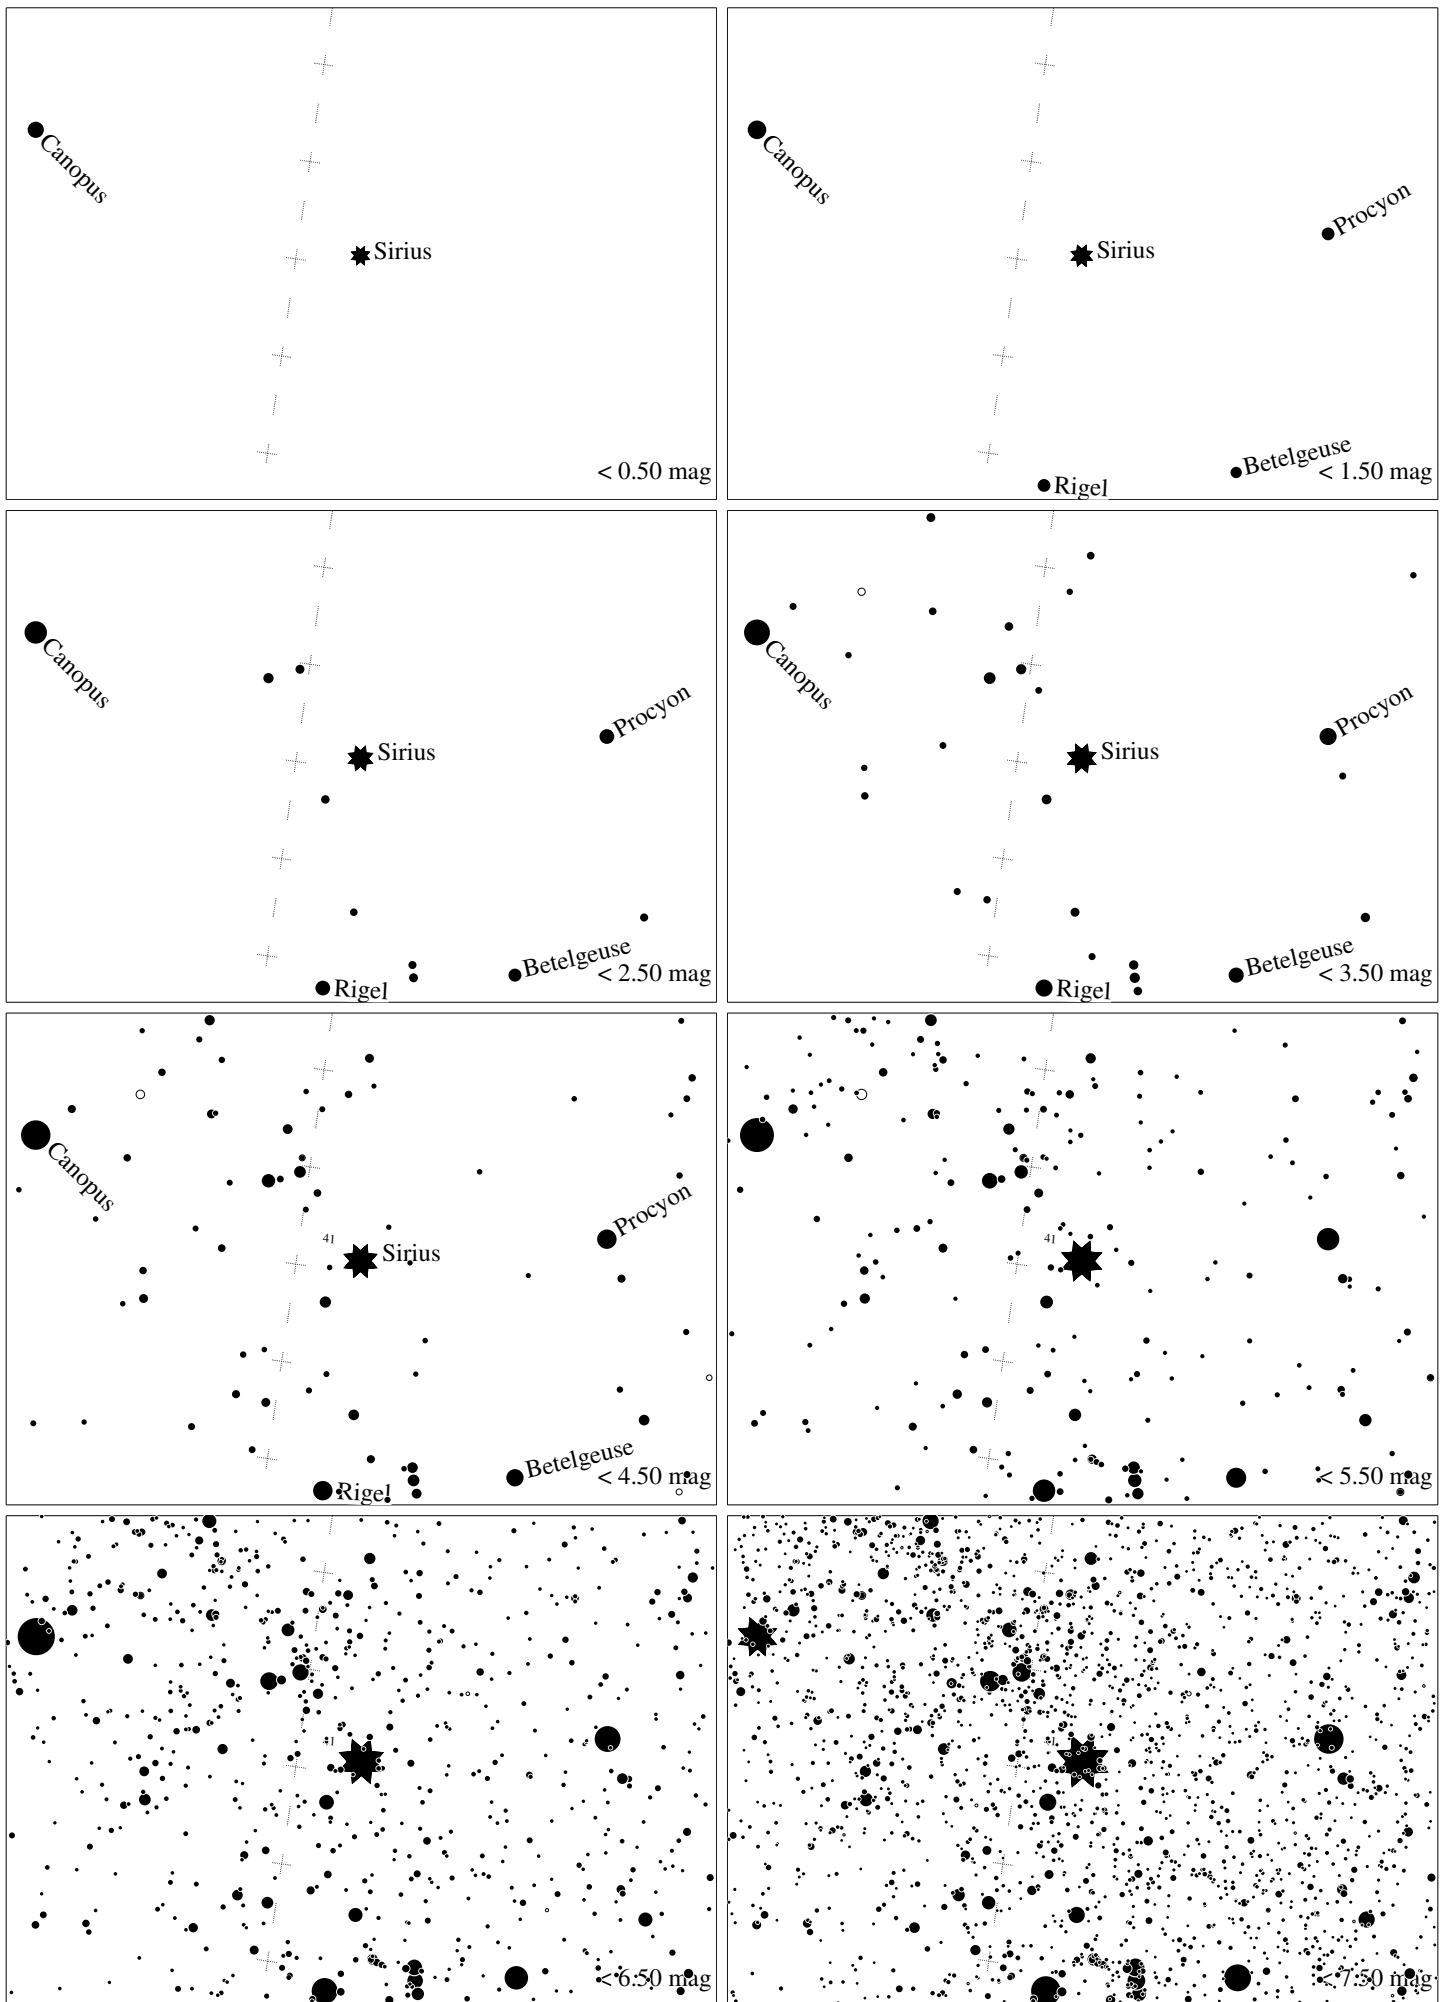 Canopus
Sirius
< 0.50 mag
Canopus
Sirius
Procyon
Betelgeuse
Rigel
< 1.50 mag
Canopus
Sirius
Procyon
Betelgeuse
Rigel
< 2.50 mag
Canopus
Sirius
Procyon
Betelgeuse
Rigel
< 3.50 mag
Canopus
Procyon
41
Sirius
Betelgeuse
Rigel
< 4.50 mag
41
< 5.50 mag
41
< 6.50 mag
41
< 7.50 mag